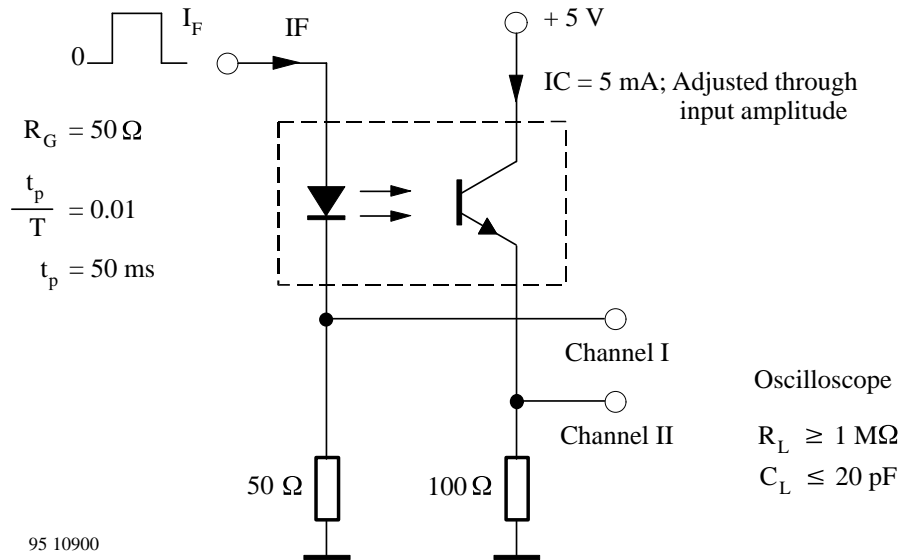 I_F
0
IF
+ 5 V
IC = 5 mA; Adjusted through
input amplitude
R_G = 50 Ω
t_p
T
= 0.01
t_p = 50 ms
Channel I
Channel II
Oscilloscope
R_L ≥ 1 MΩ
C_L ≤ 20 pF
50 Ω
100 Ω
95 10900